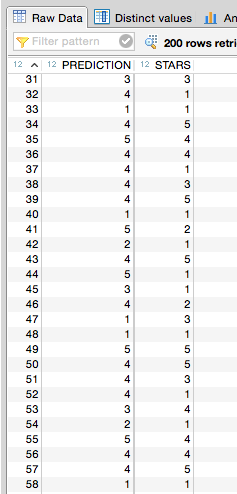 Raw Data Distinct values An
Filter pattern 200 rows retri
12 12 PREDICTION 12 STARS
31 3 3
32 4 1
33 1 1
34 4 5
35 5 4
36 4 4
37 4 1
38 4 3
39 4 5
40 1 1
41 5 2
42 2 1
43 4 5
44 5 1
45 3 1
46 4 2
47 1 3
48 1 1
49 5 5
50 4 5
51 4 3
52 4 1
53 3 4
54 2 1
55 5 4
56 4 4
57 4 5
58 1 1